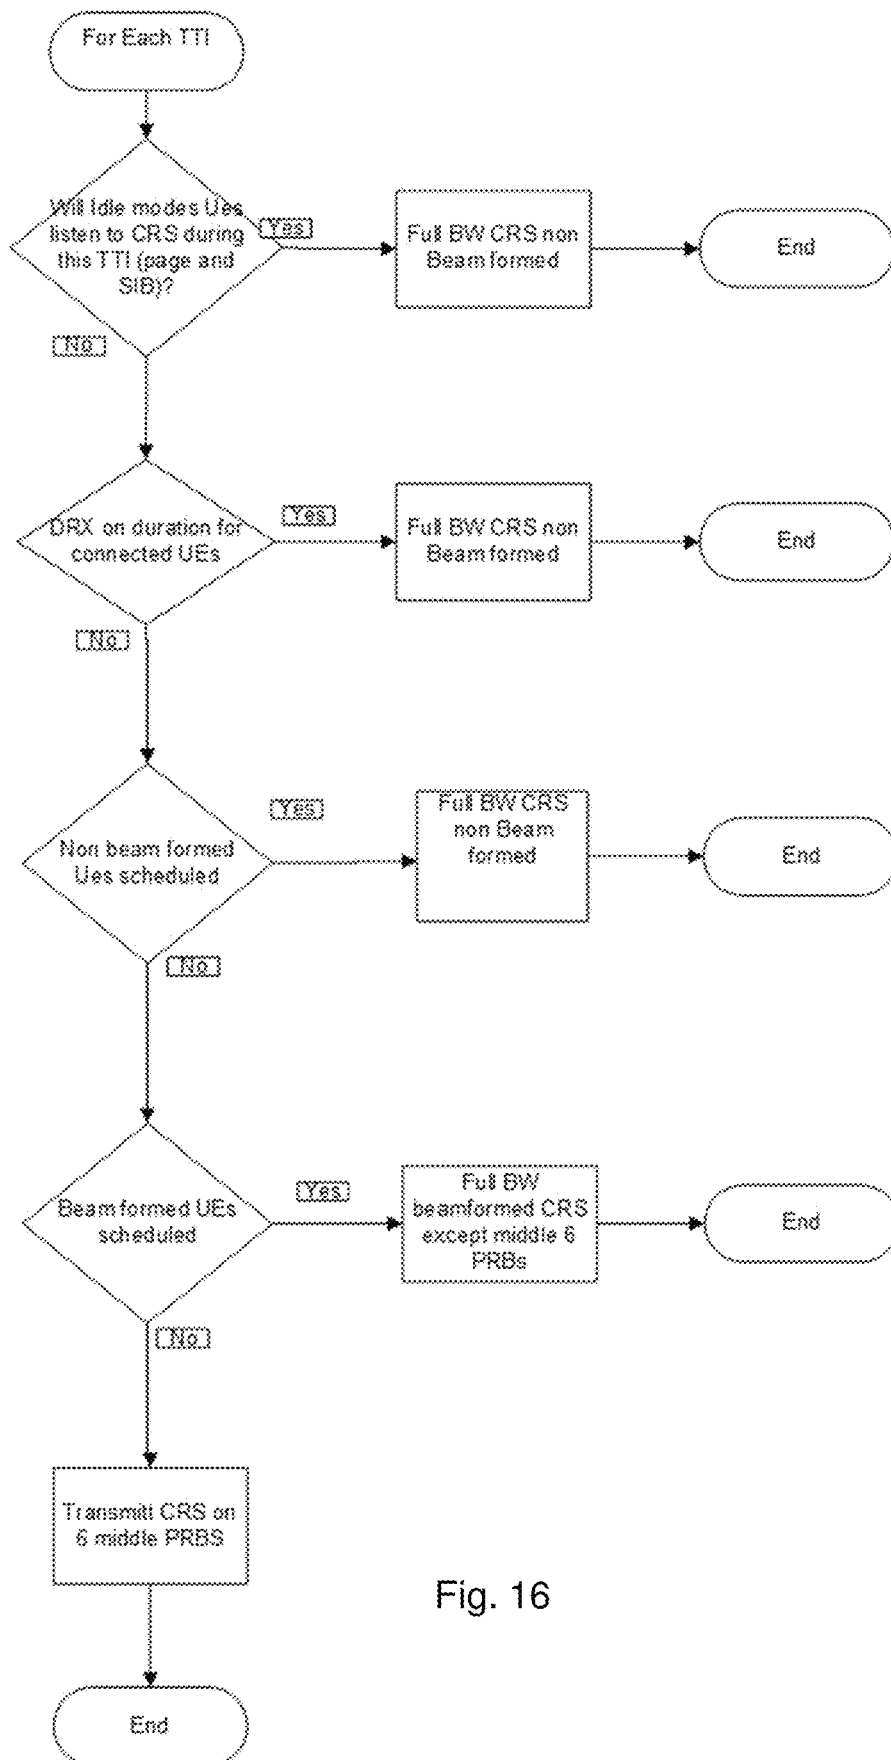 For Each TTI
Will Idle modes Ues
listen to CRS during
this TTI (page and
SIB)?
Yes
Full BW CRS non
Beam formed
End
No
DRX on duration for
connected UEs
Yes
Full BW CRS non
Beam formed
End
No
Non beam formed
Ues scheduled
Yes
Full BW CRS
non Beam
formed
End
No
Beam formed UEs
scheduled
Yes
Full BW
beamformed CRS
except middle 6
PRBs
End
No
Transmitt CRS on
6 middle PRBS
End
Fig. 16